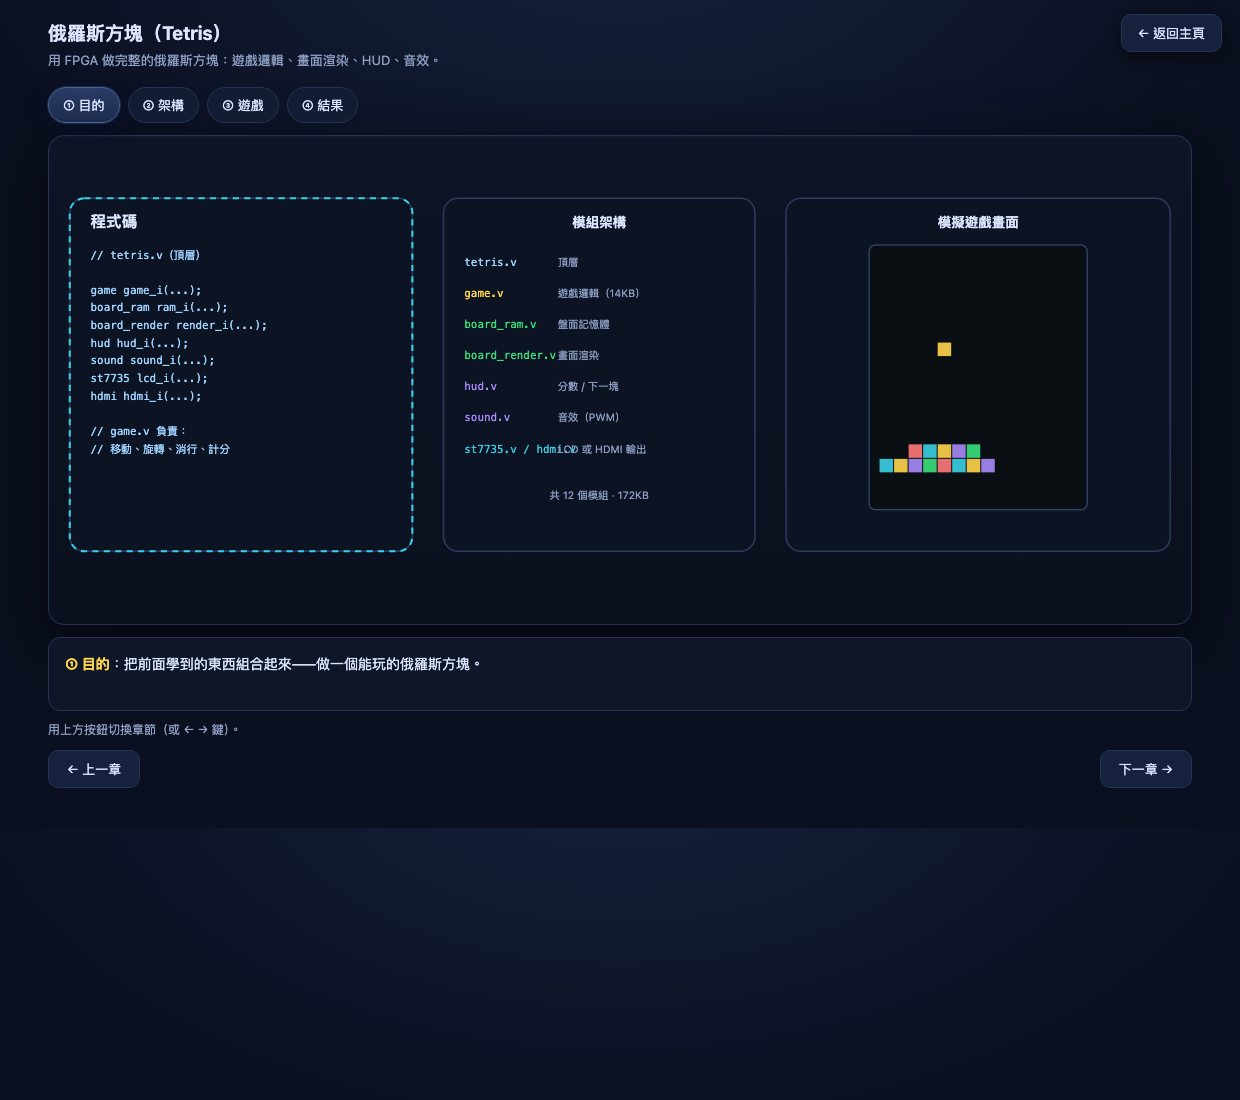 俄羅斯方塊（Tetris）
← 返回主頁
用 FPGA 做完整的俄羅斯方塊：遊戲邏輯、畫面渲染、HUD、音效。
① 目的
② 架構
③ 遊戲
④ 結果
程式碼
// tetris.v（頂層）
game game_i(...);
board_ram ram_i(...);
board_render render_i(...);
hud hud_i(...);
sound sound_i(...);
st7735 lcd_i(...);
hdmi hdmi_i(...);
// game.v 負責：
// 移動、旋轉、消行、計分
模組架構
tetris.v 頂層
game.v 遊戲邏輯（14KB）
board_ram.v 盤面記憶體
board_render.v 畫面渲染
hud.v 分數 / 下一塊
sound.v 音效（PWM）
st7735.v / hdmi.v LCD 或 HDMI 輸出
共 12 個模組 · 172KB
模擬遊戲畫面
① 目的：把前面學到的東西組合起來——做一個能玩的俄羅斯方塊。
用上方按鈕切換章節（或 ← → 鍵）。
← 上一章
下一章 →